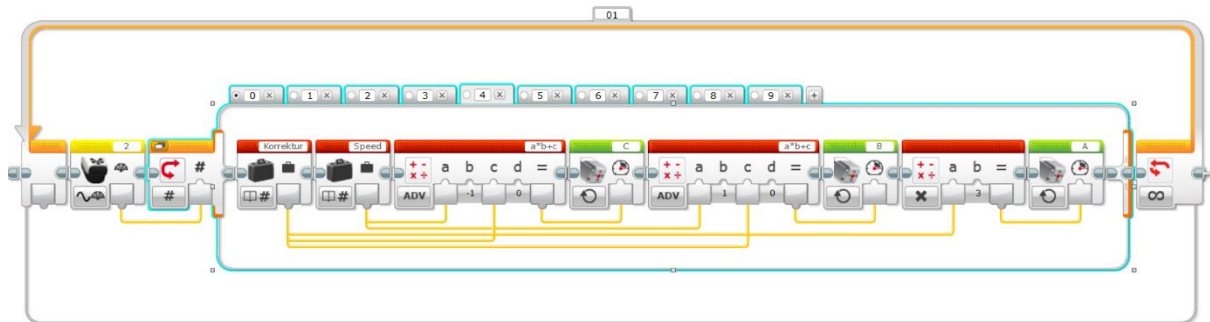 01
0 1 2 3 4 5 6 7 8 9 +
2 # Korrektur Speed a*b+c C a*b+c B A
# a b c d = a b c d = a b =
# # # ADV -1 0 ADV 1 0 3